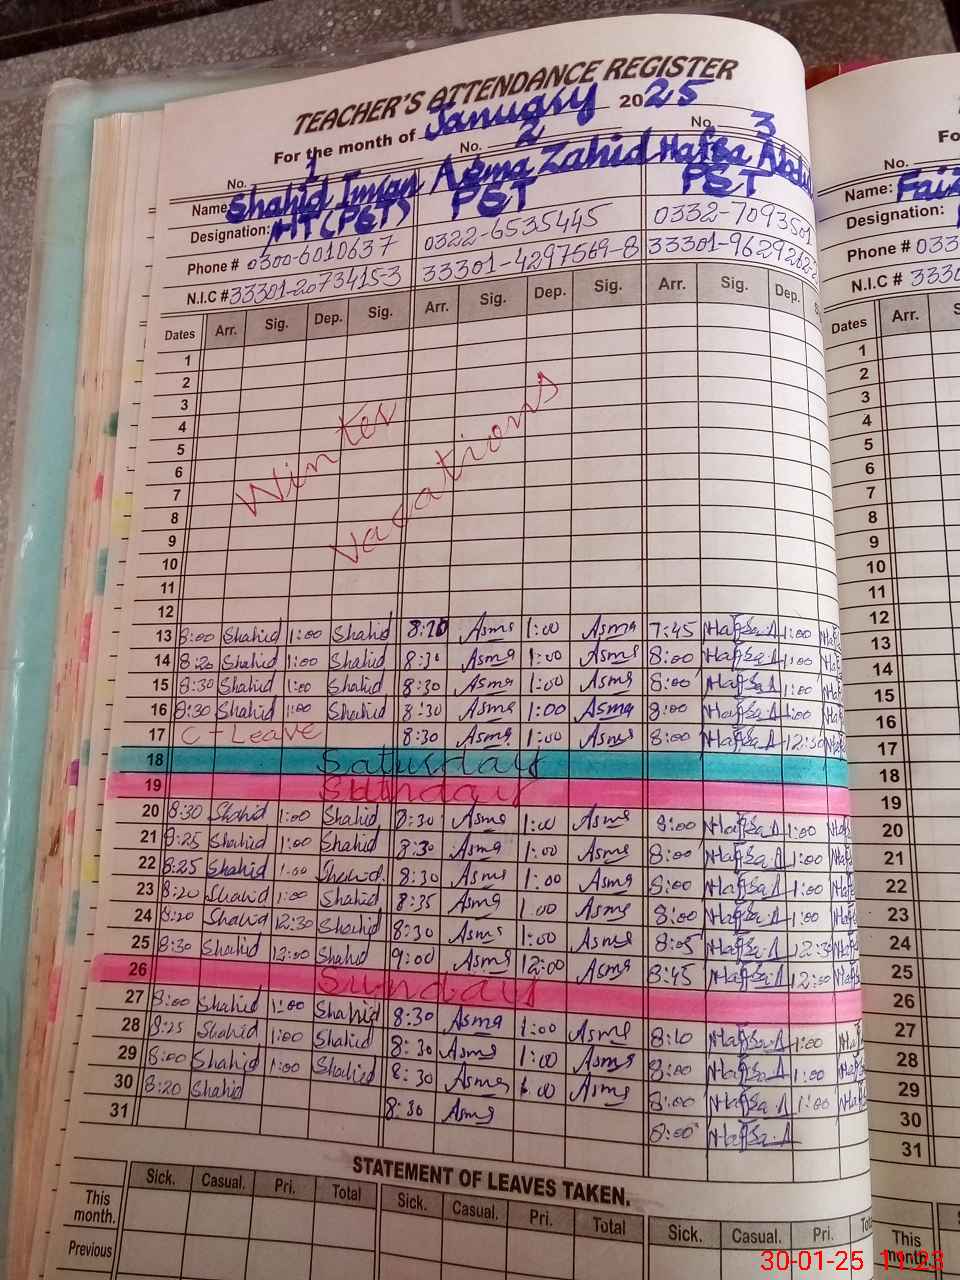 TEACHER'S ATTENDANCE REGISTER
For the month of January 2025
No. 1 No. 2 No. 3
Name: Shahid Imran Asma Zahid Hafsa Abdul
Designation: HT (PST) PST PST
Phone # 0300-6010637 0322-6535445 0332-7093501
N.I.C # 33301-2073415-3 33301-4297569-8 33301-9629262-
Dates Arr. Sig. Dep. Sig. Arr. Sig. Dep. Sig. Arr. Sig. Dep.
1
2
3
4
5
6
7
8
9
10
11
12
Winter
vacations
13 8:00 Shahid 1:00 Shahid Asma 1:00 Asma 7:45 Hafsa.A 1:00
14 8:20 Shahid 1:00 Shahid 8:30 Asma 1:00 Asma 8:00 Hafsa.A 1:00
15 8:30 Shahid 1:00 Shahid 8:30 Asma 1:00 Asma 8:00 Hafsa.A 1:00
16 8:30 Shahid 1:00 Shahid 8:30 Asma 1:00 Asma 8:00 Hafsa.A 1:00
17 C-Leave 8:30 Asma 1:00 Asma 8:00 Hafsa.A 12:30
18 Saturday
19 Sunday
20 8:30 Shahid 1:00 Shahid 8:30 Asma 1:00 Asma 8:00 Hafsa.A 1:00
21 8:25 Shahid 1:00 Shahid 8:30 Asma 1:00 Asma 8:00 Hafsa.A 1:00
22 8:25 Shahid 1:00 Shahid 8:30 Asma 1:00 Asma 8:00 Hafsa.A 1:00
23 8:20 Shahid 1:00 Shahid 8:35 Asma 1:00 Asma 8:00 Hafsa.A 1:00
24 8:20 Shahid 12:30 Shahid 8:30 Asma 1:00 Asma 8:05 Hafsa.A 12:30
25 8:30 Shahid 12:00 Shahid 9:00 Asma 12:00 Asma 8:45 Hafsa.A 12:00
26 Sunday
27 8:00 Shahid 1:00 Shahid 8:30 Asma 1:00 Asma 8:10 Hafsa.A 1:00
28 8:25 Shahid 1:00 Shahid 8:30 Asma 1:00 Asma 8:00 Hafsa.A 1:00
29 8:00 Shahid 1:00 Shahid 8:30 Asma 1:00 Asma 8:00 Hafsa.A 1:00
30 8:20 Shahid 8:30 Asma 8:00 Hafsa.A
31
STATEMENT OF LEAVES TAKEN.
Sick. Casual. Pri. Total Sick. Casual. Pri. Total Sick. Casual. Pri.
This month.
Previous
No.
Name: Faiz
Designation:
Phone # 033
N.I.C # 3330
Dates Arr.
1
2
3
4
5
6
7
8
9
10
11
12
13
14
15
16
17
18
19
20
21
22
23
24
25
26
27
28
29
30
31
This month.
30-01-25 11:23